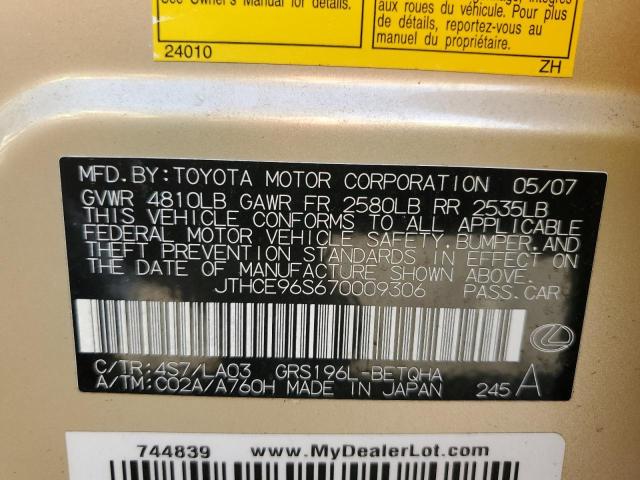 See Owner's Manual for details.
24010
aux roues du véhicule. Pour plus
de détails, reportez-vous au
manuel du propriétaire.
ZH
MFD. BY: TOYOTA MOTOR CORPORATION 05/07
GVWR 4810LB GAWR FR 2580LB RR 2535LB
THIS VEHICLE CONFORMS TO ALL APPLICABLE
FEDERAL MOTOR VEHICLE SAFETY, BUMPER, AND
THEFT PREVENTION STANDARDS IN EFFECT ON
THE DATE OF MANUFACTURE SHOWN ABOVE.
JTHCE96S670009306 PASS. CAR
C/TR: 4S7/LA03 GRS196L-BETQHA
A/TM: C02A/A760H MADE IN JAPAN 245 A
744839 www.MyDealerLot.com